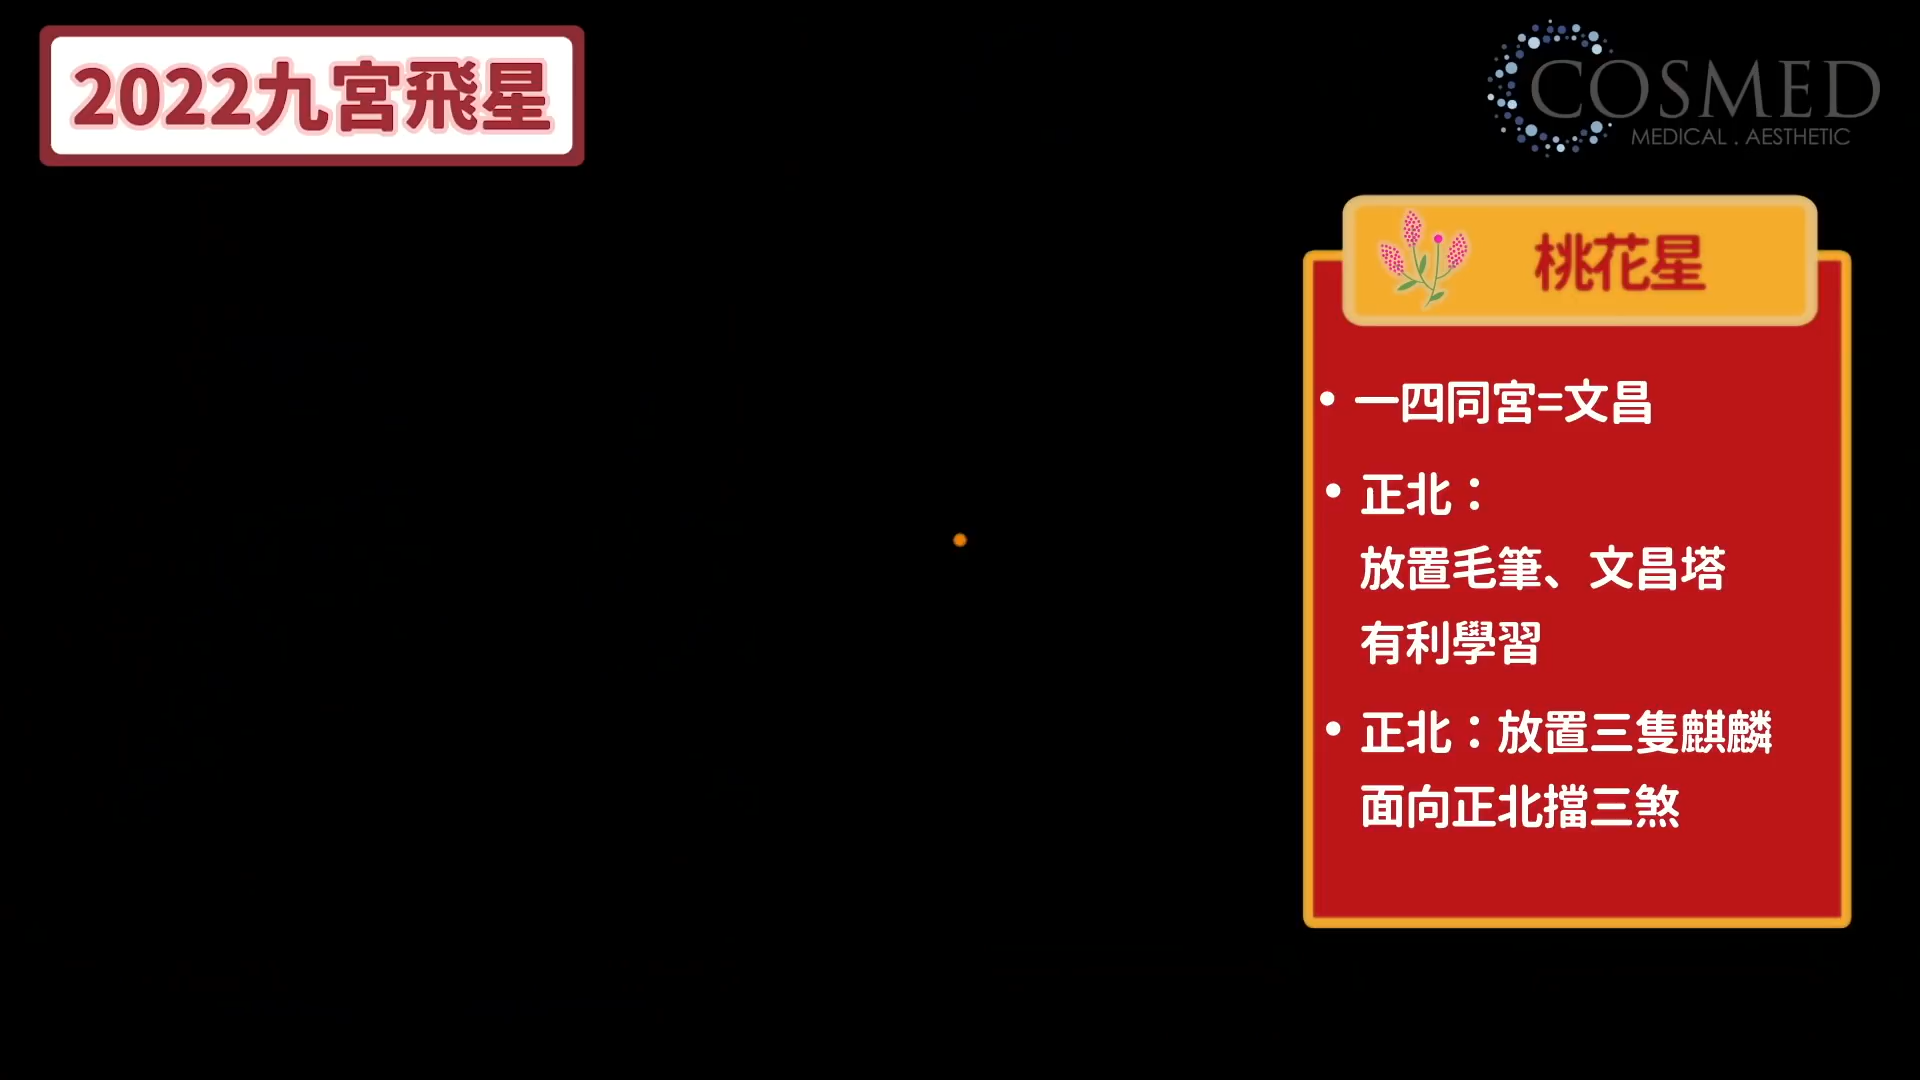 2022九宮飛星
COSMED
MEDICAL . AESTHETIC
桃花星
• 一四同宮=文昌
• 正北：
放置毛筆、文昌塔
有利學習
• 正北：放置三隻麒麟
面向正北擋三煞